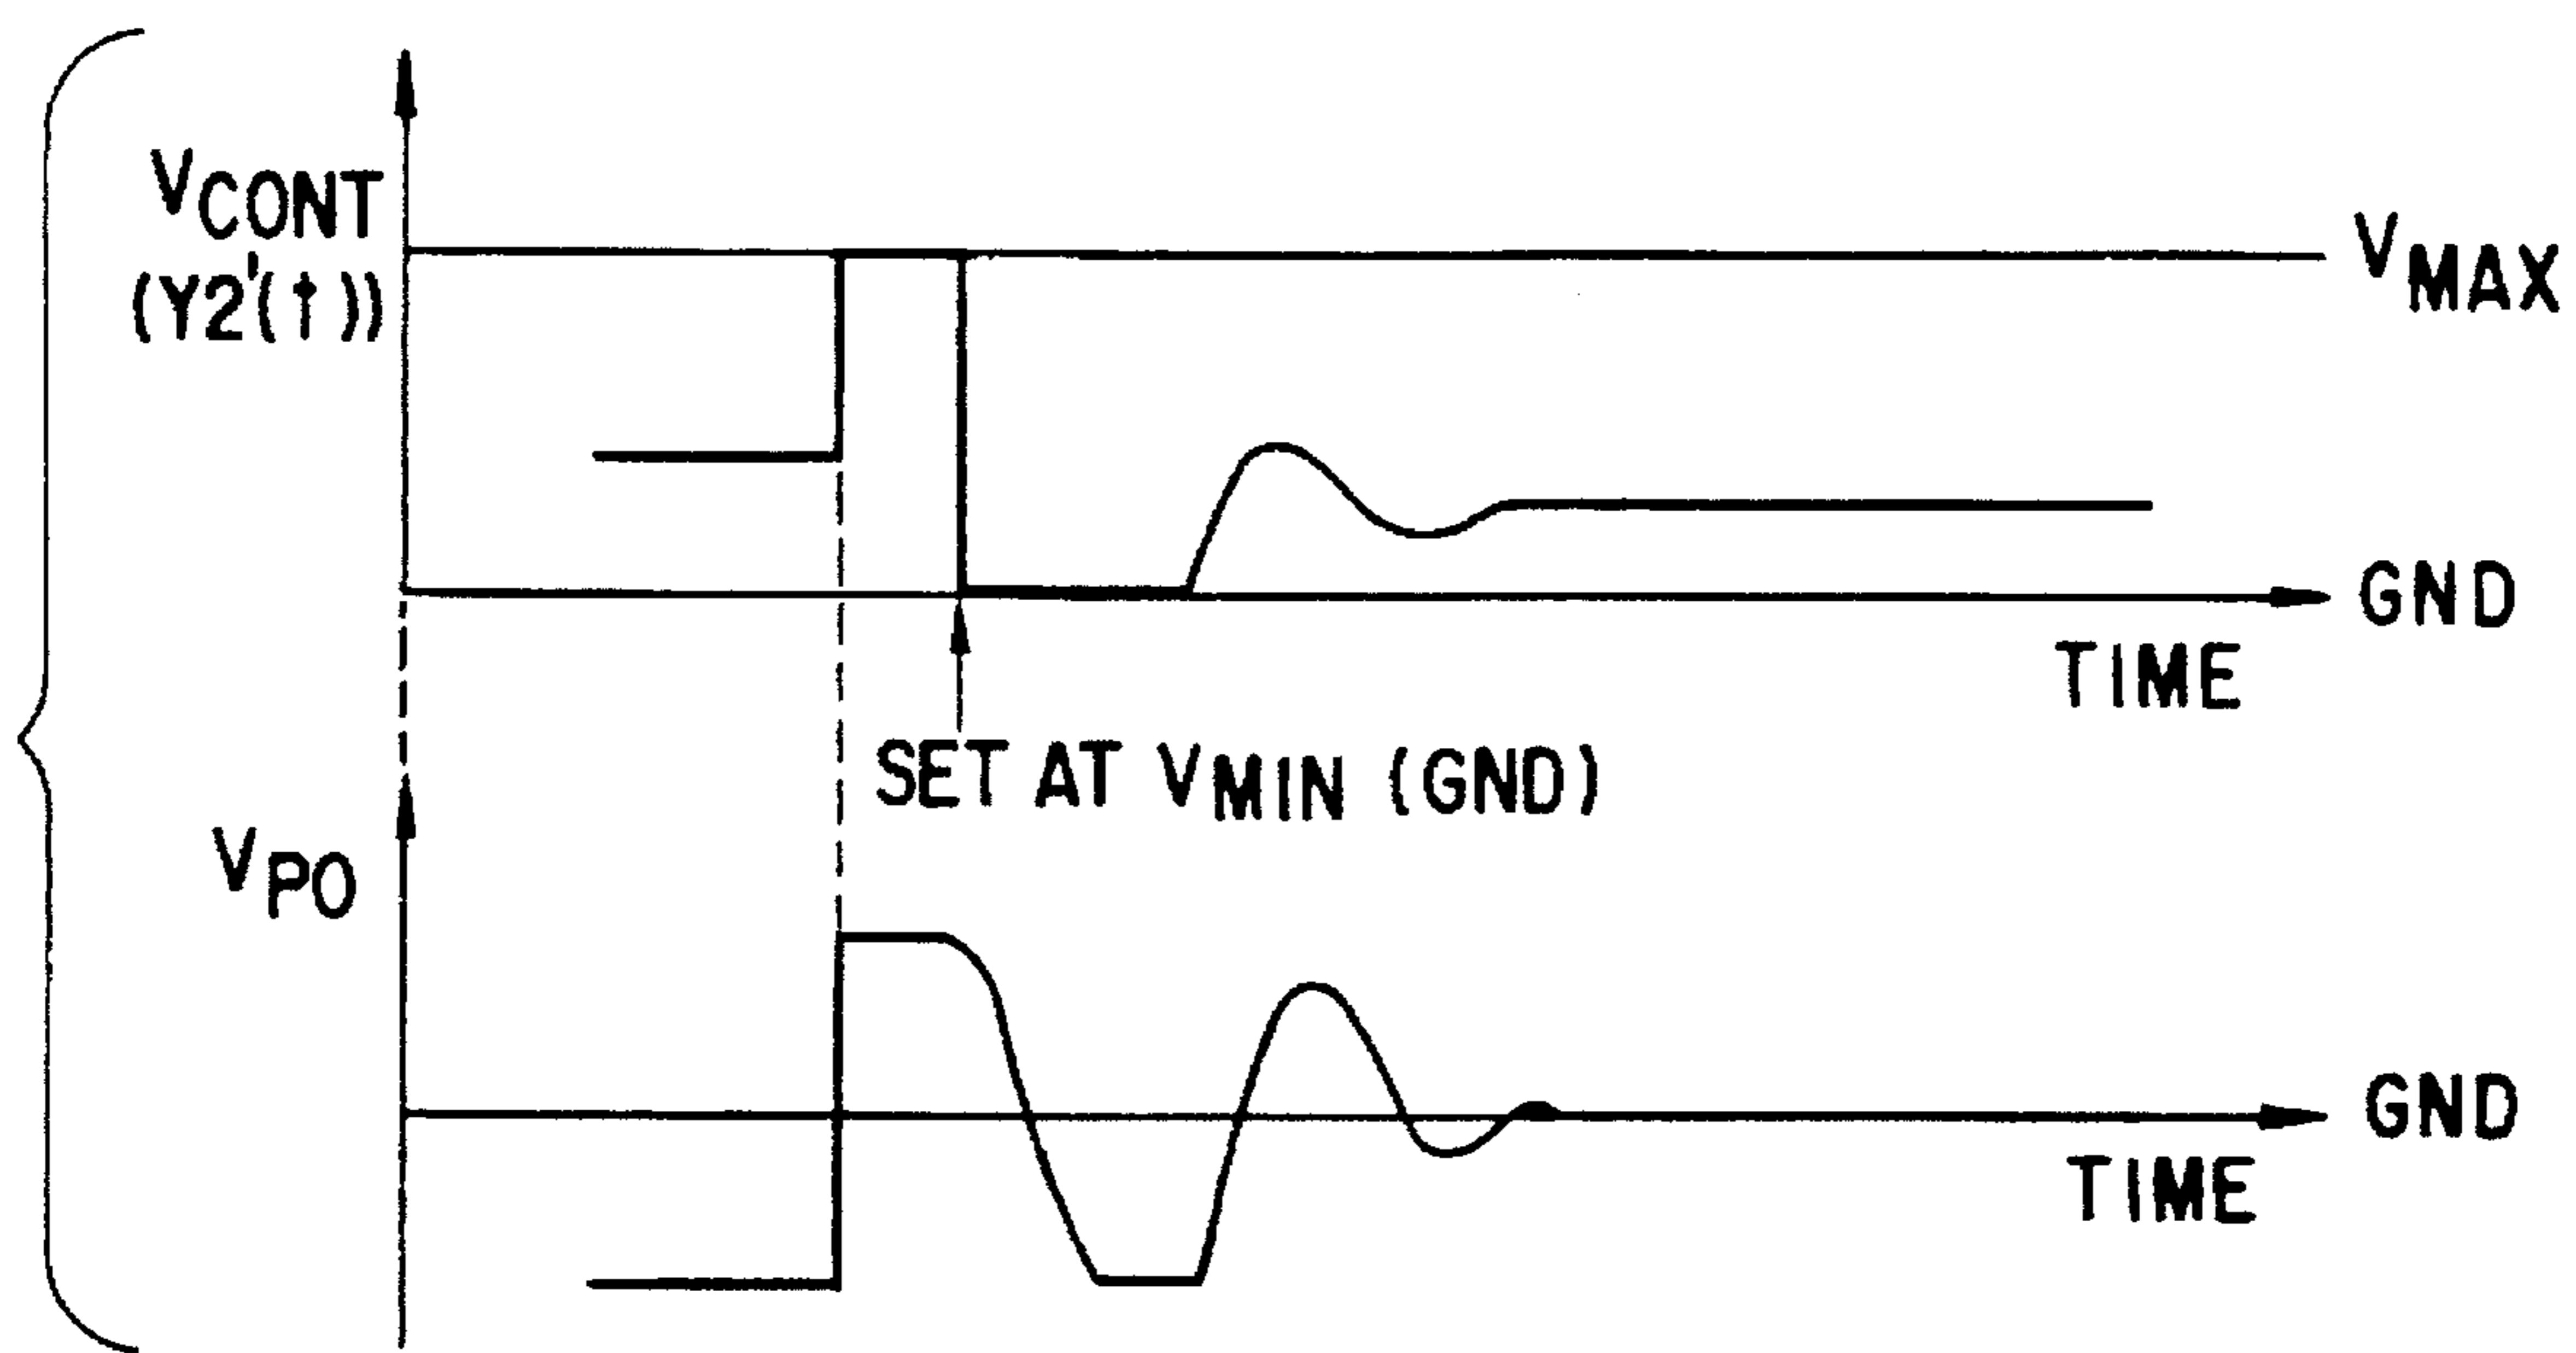 VCONT
(Y2'(t))
VMAX
GND
TIME
SET AT VMIN (GND)
VPO
GND
TIME